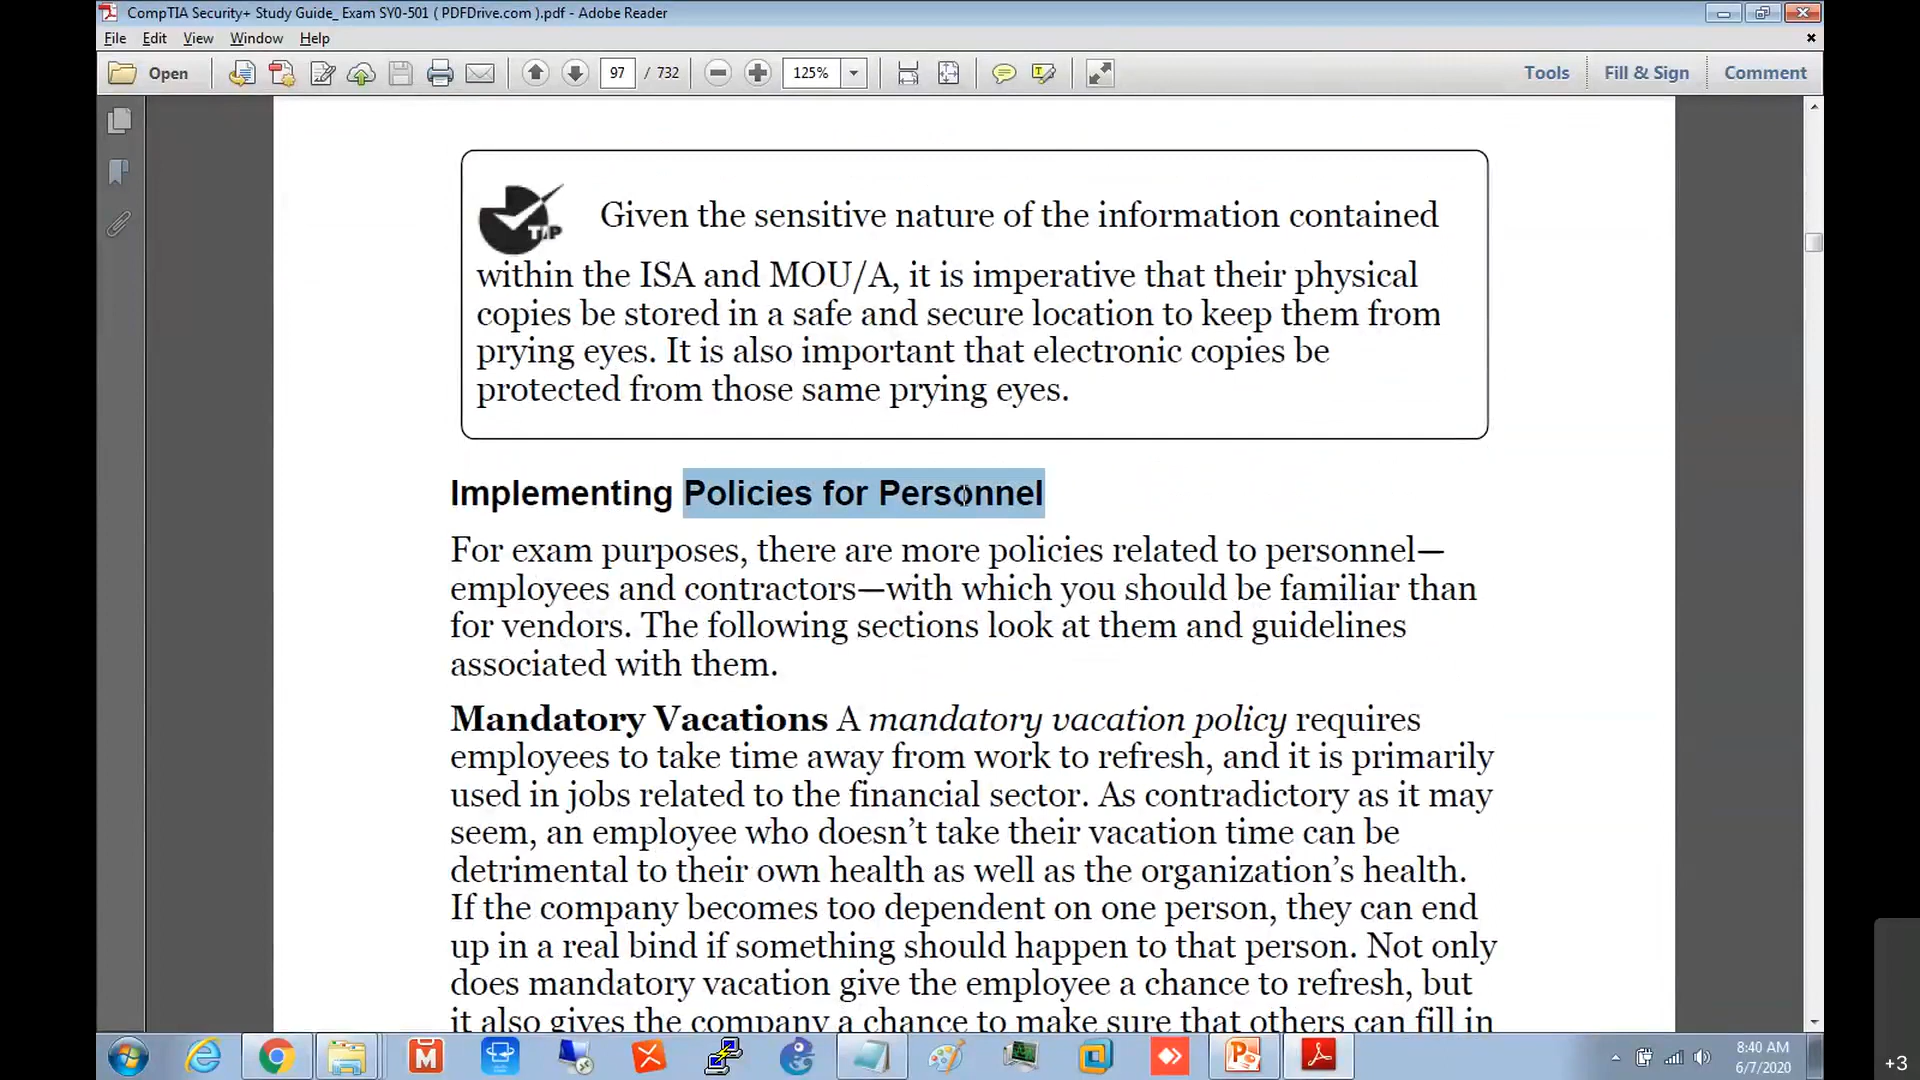 CompTIA Security+ Study Guide_ Exam SY0-501 ( PDFDrive.com ).pdf - Adobe Reader
File Edit View Window Help
Open 97 / 732 125% Tools Fill & Sign Comment
TIP Given the sensitive nature of the information contained
within the ISA and MOU/A, it is imperative that their physical
copies be stored in a safe and secure location to keep them from
prying eyes. It is also important that electronic copies be
protected from those same prying eyes.
Implementing Policies for Personnel
For exam purposes, there are more policies related to personnel—
employees and contractors—with which you should be familiar than
for vendors. The following sections look at them and guidelines
associated with them.
Mandatory Vacations A mandatory vacation policy requires
employees to take time away from work to refresh, and it is primarily
used in jobs related to the financial sector. As contradictory as it may
seem, an employee who doesn’t take their vacation time can be
detrimental to their own health as well as the organization’s health.
If the company becomes too dependent on one person, they can end
up in a real bind if something should happen to that person. Not only
does mandatory vacation give the employee a chance to refresh, but
it also gives the company a chance to make sure that others can fill in
8:40 AM
6/7/2020
+3